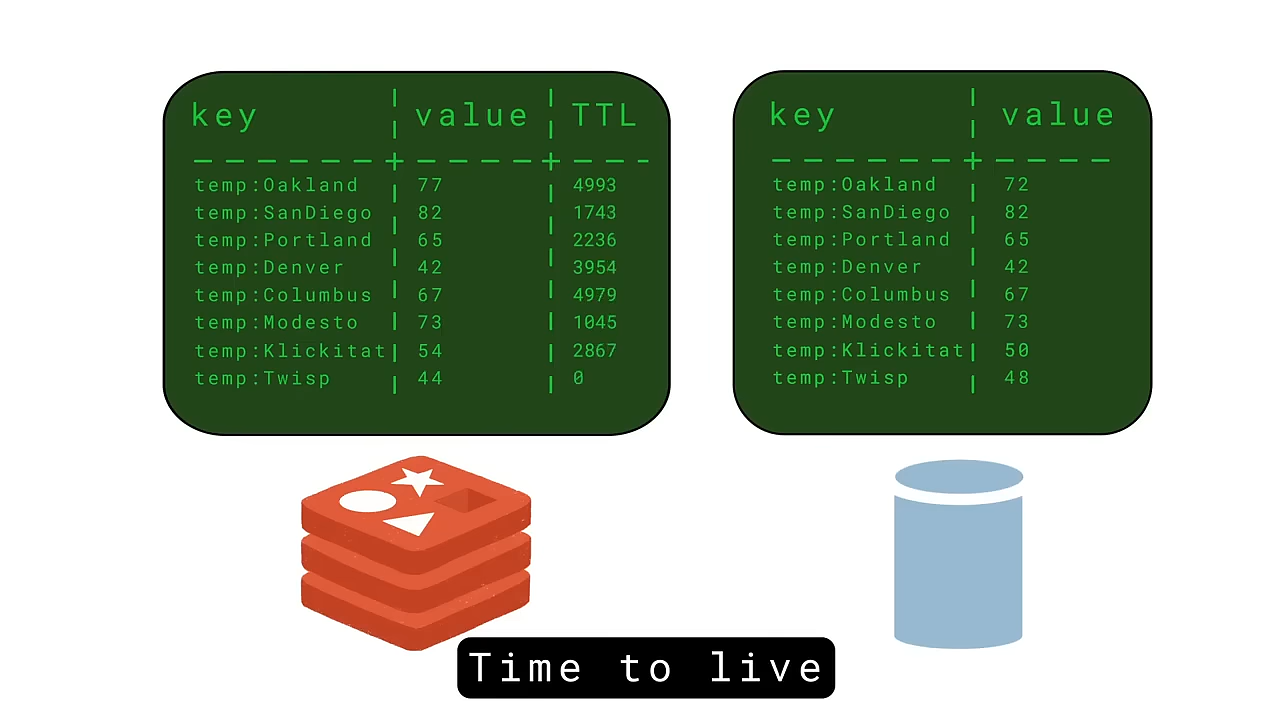 key | value | TTL
-------+-----+---
temp:Oakland | 77 | 4993
temp:SanDiego | 82 | 1743
temp:Portland | 65 | 2236
temp:Denver | 42 | 3954
temp:Columbus | 67 | 4979
temp:Modesto | 73 | 1045
temp:Klickitat| 54 | 2867
temp:Twisp | 44 | 0
key | value
-------+----
temp:Oakland | 72
temp:SanDiego | 82
temp:Portland | 65
temp:Denver | 42
temp:Columbus | 67
temp:Modesto | 73
temp:Klickitat| 50
temp:Twisp | 48
Time to live